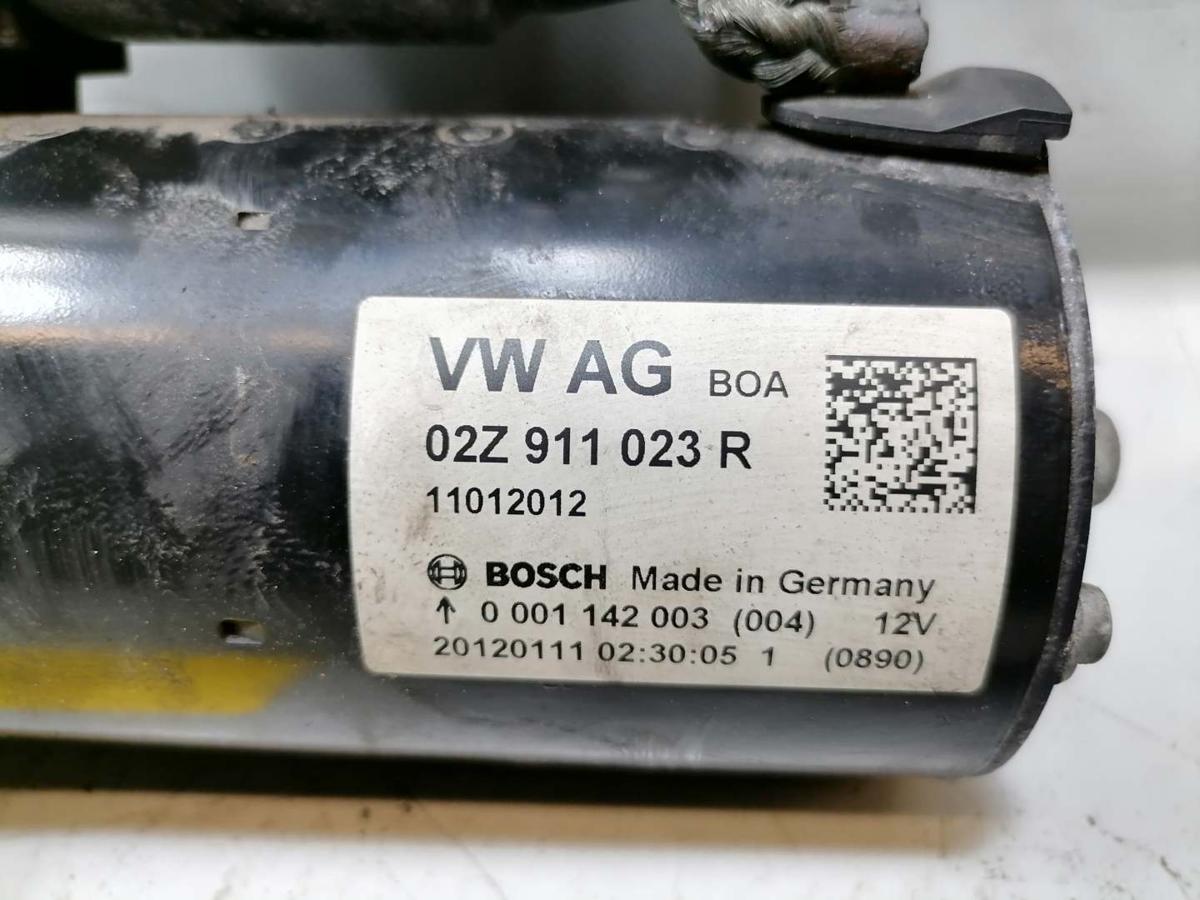 VW AG BOA
02Z 911 023 R
11012012
BOSCH Made in Germany
↑ 0 001 142 003 (004) 12V
20120111 02:30:05 1 (0890)